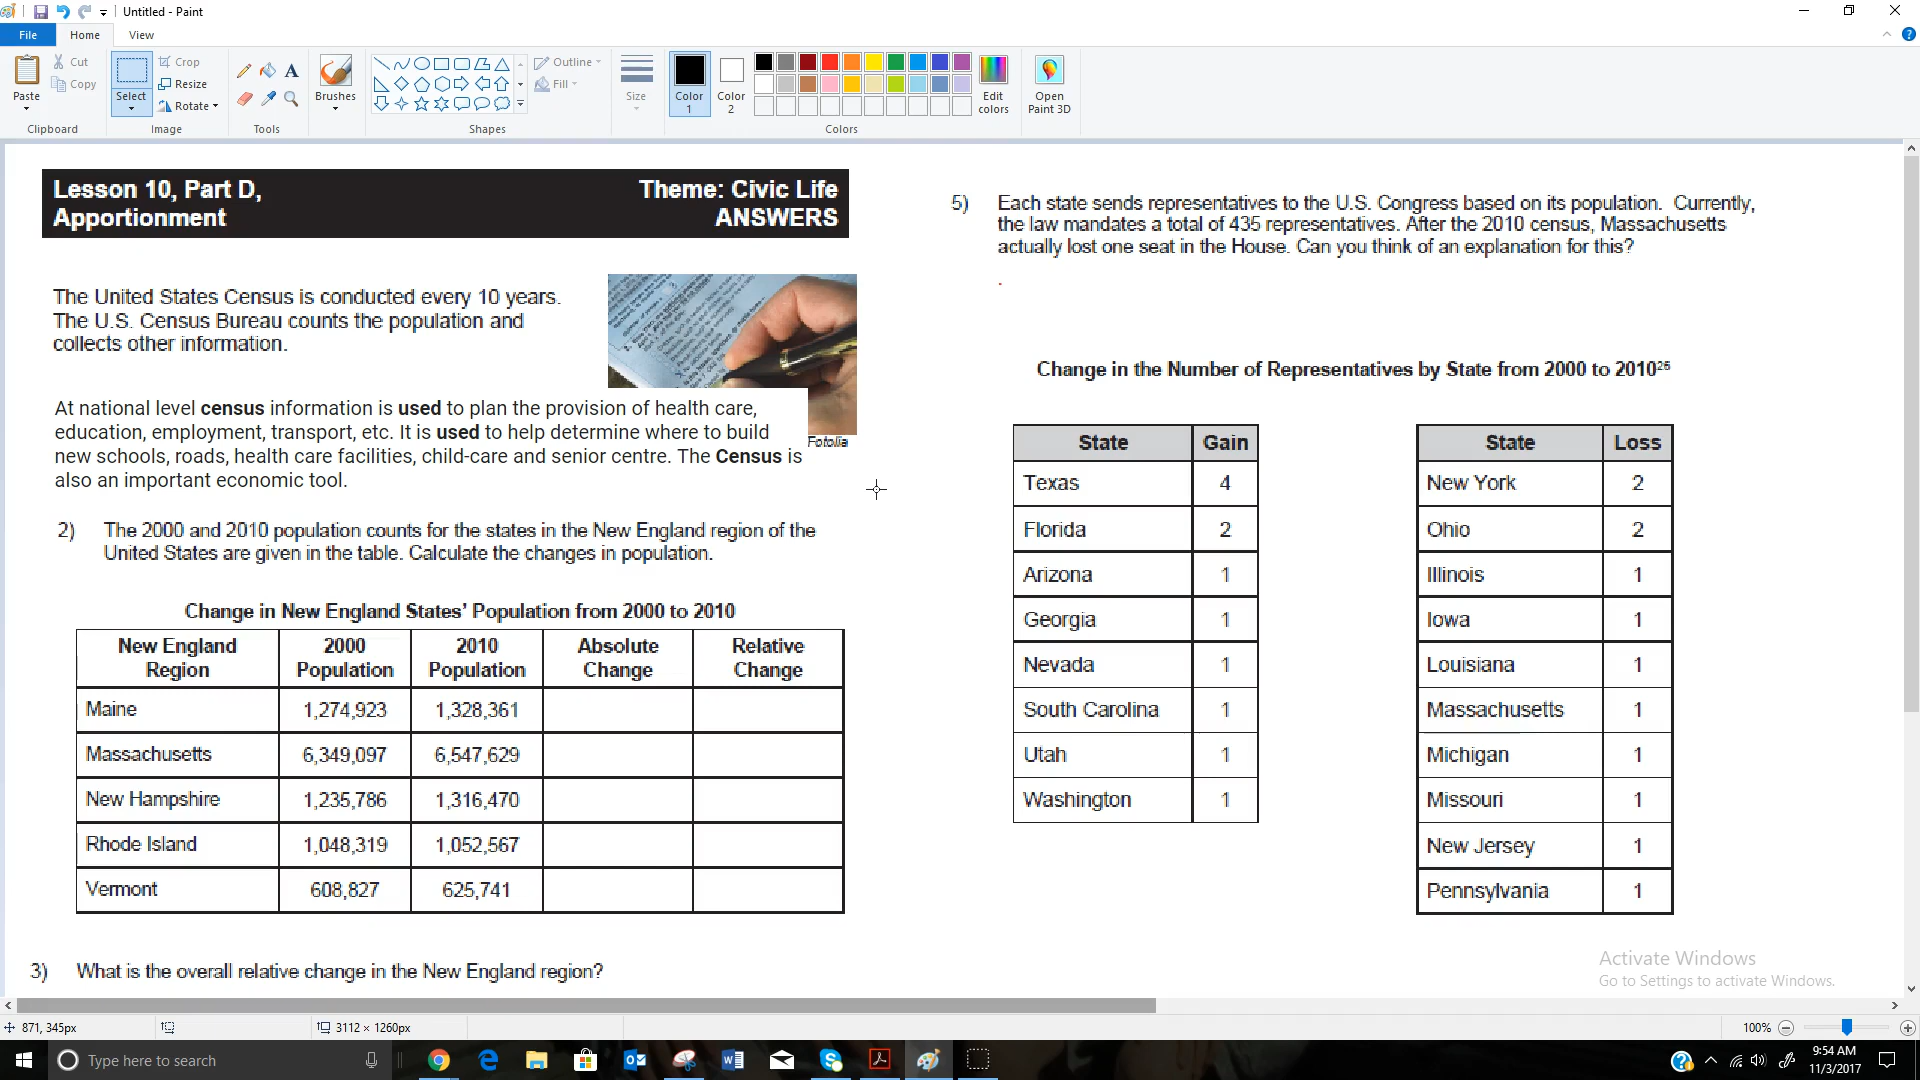 Untitled - Paint
File
Home
View
Paste
Cut
Copy
Clipboard
Select
Crop
Resize
Rotate
Image
A
Tools
Brushes
Outline
Fill
Shapes
Size
Color
1
Color
2
Edit
colors
Colors
Open
Paint 3D
Lesson 10, Part D,
Apportionment
Theme: Civic Life
ANSWERS
The United States Census is conducted every 10 years.
The U.S. Census Bureau counts the population and
collects other information.
At national level census information is used to plan the provision of health care,
education, employment, transport, etc. It is used to help determine where to build
new schools, roads, health care facilities, child-care and senior centre. The Census is
also an important economic tool.
Fotolia
2) The 2000 and 2010 population counts for the states in the New England region of the
United States are given in the table. Calculate the changes in population.
Change in New England States' Population from 2000 to 2010
New England Region 2000 Population 2010 Population Absolute Change Relative Change
Maine 1,274,923 1,328,361
Massachusetts 6,349,097 6,547,629
New Hampshire 1,235,786 1,316,470
Rhode Island 1,048,319 1,052,567
Vermont 608,827 625,741
3) What is the overall relative change in the New England region?
5) Each state sends representatives to the U.S. Congress based on its population. Currently,
the law mandates a total of 435 representatives. After the 2010 census, Massachusetts
actually lost one seat in the House. Can you think of an explanation for this?
Change in the Number of Representatives by State from 2000 to 2010²⁶
State Gain
Texas 4
Florida 2
Arizona 1
Georgia 1
Nevada 1
South Carolina 1
Utah 1
Washington 1
State Loss
New York 2
Ohio 2
Illinois 1
Iowa 1
Louisiana 1
Massachusetts 1
Michigan 1
Missouri 1
New Jersey 1
Pennsylvania 1
Activate Windows
Go to Settings to activate Windows.
871, 345px
3112 × 1260px
100%
Type here to search
9:54 AM
11/3/2017